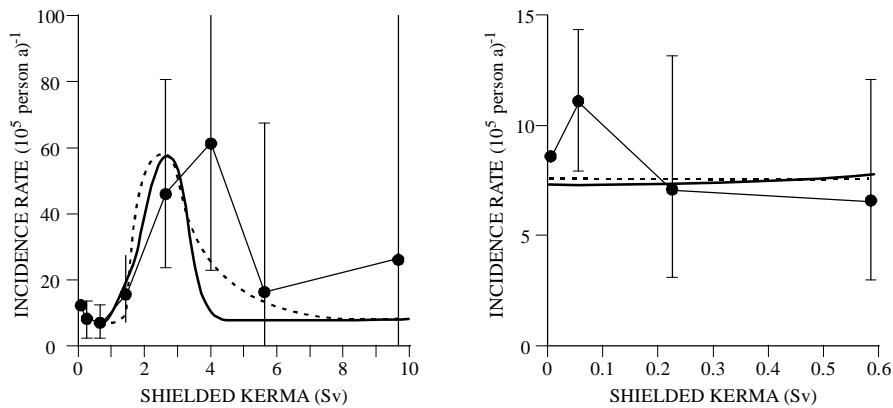 INCIDENCE RATE (10⁵ person a)⁻¹
100
80
60
40
20
0
0 2 4 6 8 10
SHIELDED KERMA (Sv)
INCIDENCE RATE (10⁵ person a)⁻¹
15
10
5
0
0 0.1 0.2 0.3 0.4 0.5 0.6
SHIELDED KERMA (Sv)